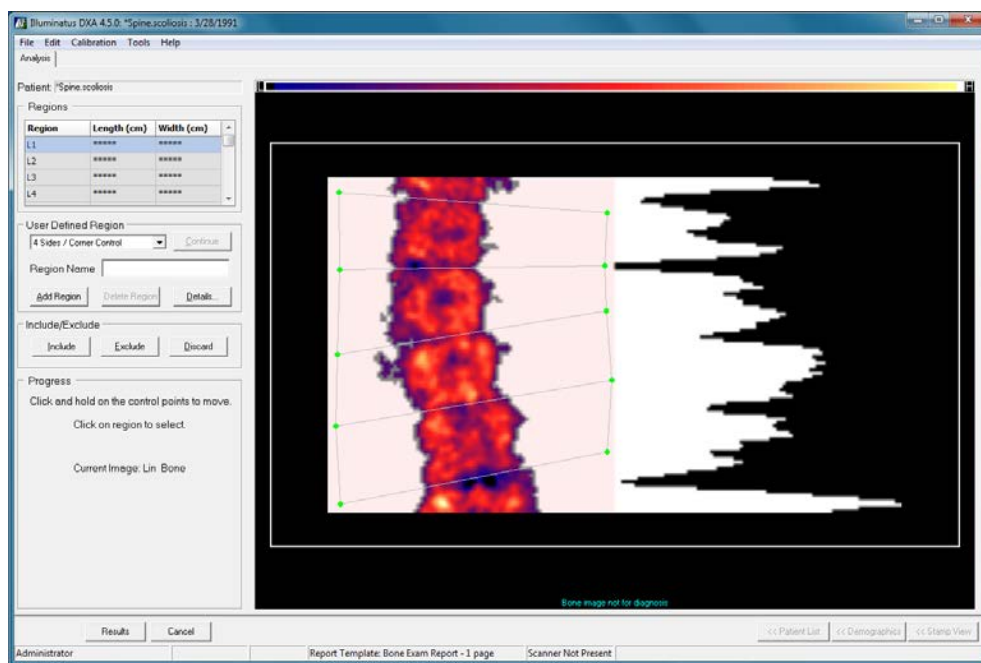 Illuminatus DXA 4.5.0: *Spine.scoliosis : 3/28/1991
File Edit Calibration Tools Help
Analysis
Patient: *Spine.scoliosis
Regions
Region Length (cm) Width (cm)
L1 ***** *****
L2 ***** *****
L3 ***** *****
L4 ***** *****
User Defined Region
4 Sides / Corner Control Continue
Region Name
Add Region Delete Region Details...
Include/Exclude
Include Exclude Discard
Progress
Click and hold on the control points to move.
Click on region to select.
Current Image: Lin Bone
Bone image not for diagnosis
Results Cancel << Patient List << Demographics << Stamp View
Administrator Report Template: Bone Exam Report - 1 page Scanner Not Present